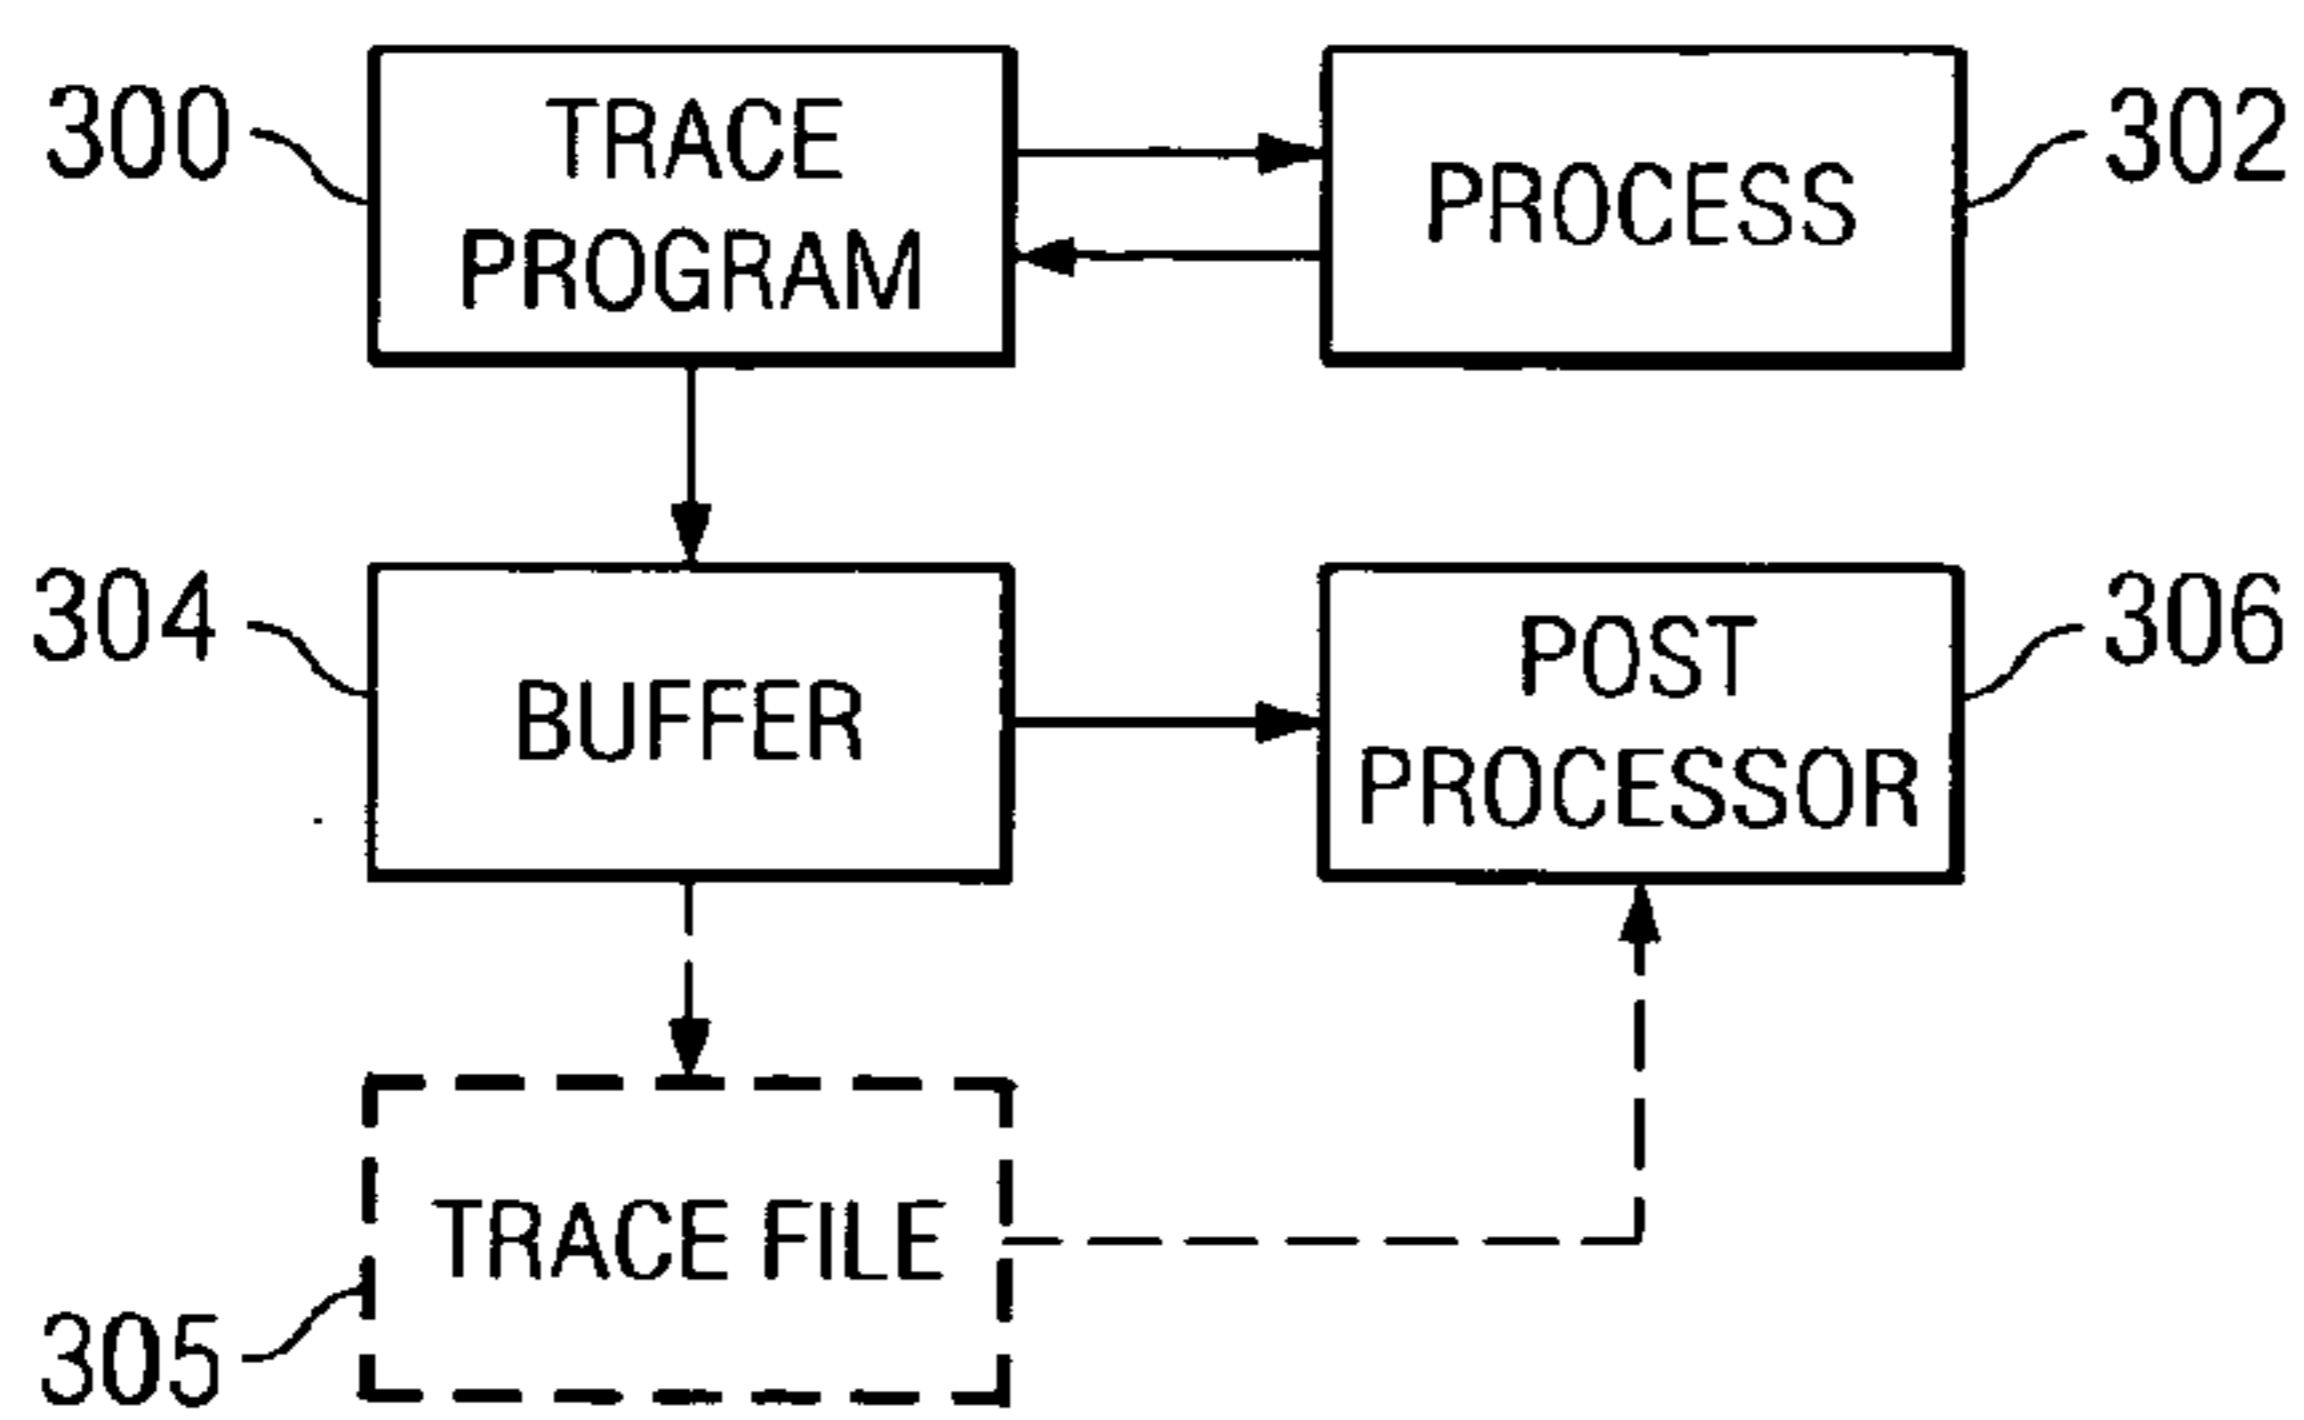 300
TRACE
PROGRAM
PROCESS
302
304
BUFFER
POST
PROCESSOR
306
TRACE FILE
305